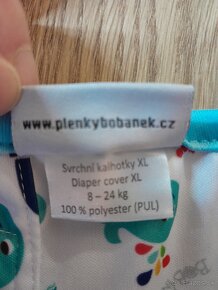 www.plenkybobanek.cz
Svrchní kalhotky XL
Diaper cover XL
8 – 24 kg
100 % polyester (PUL)